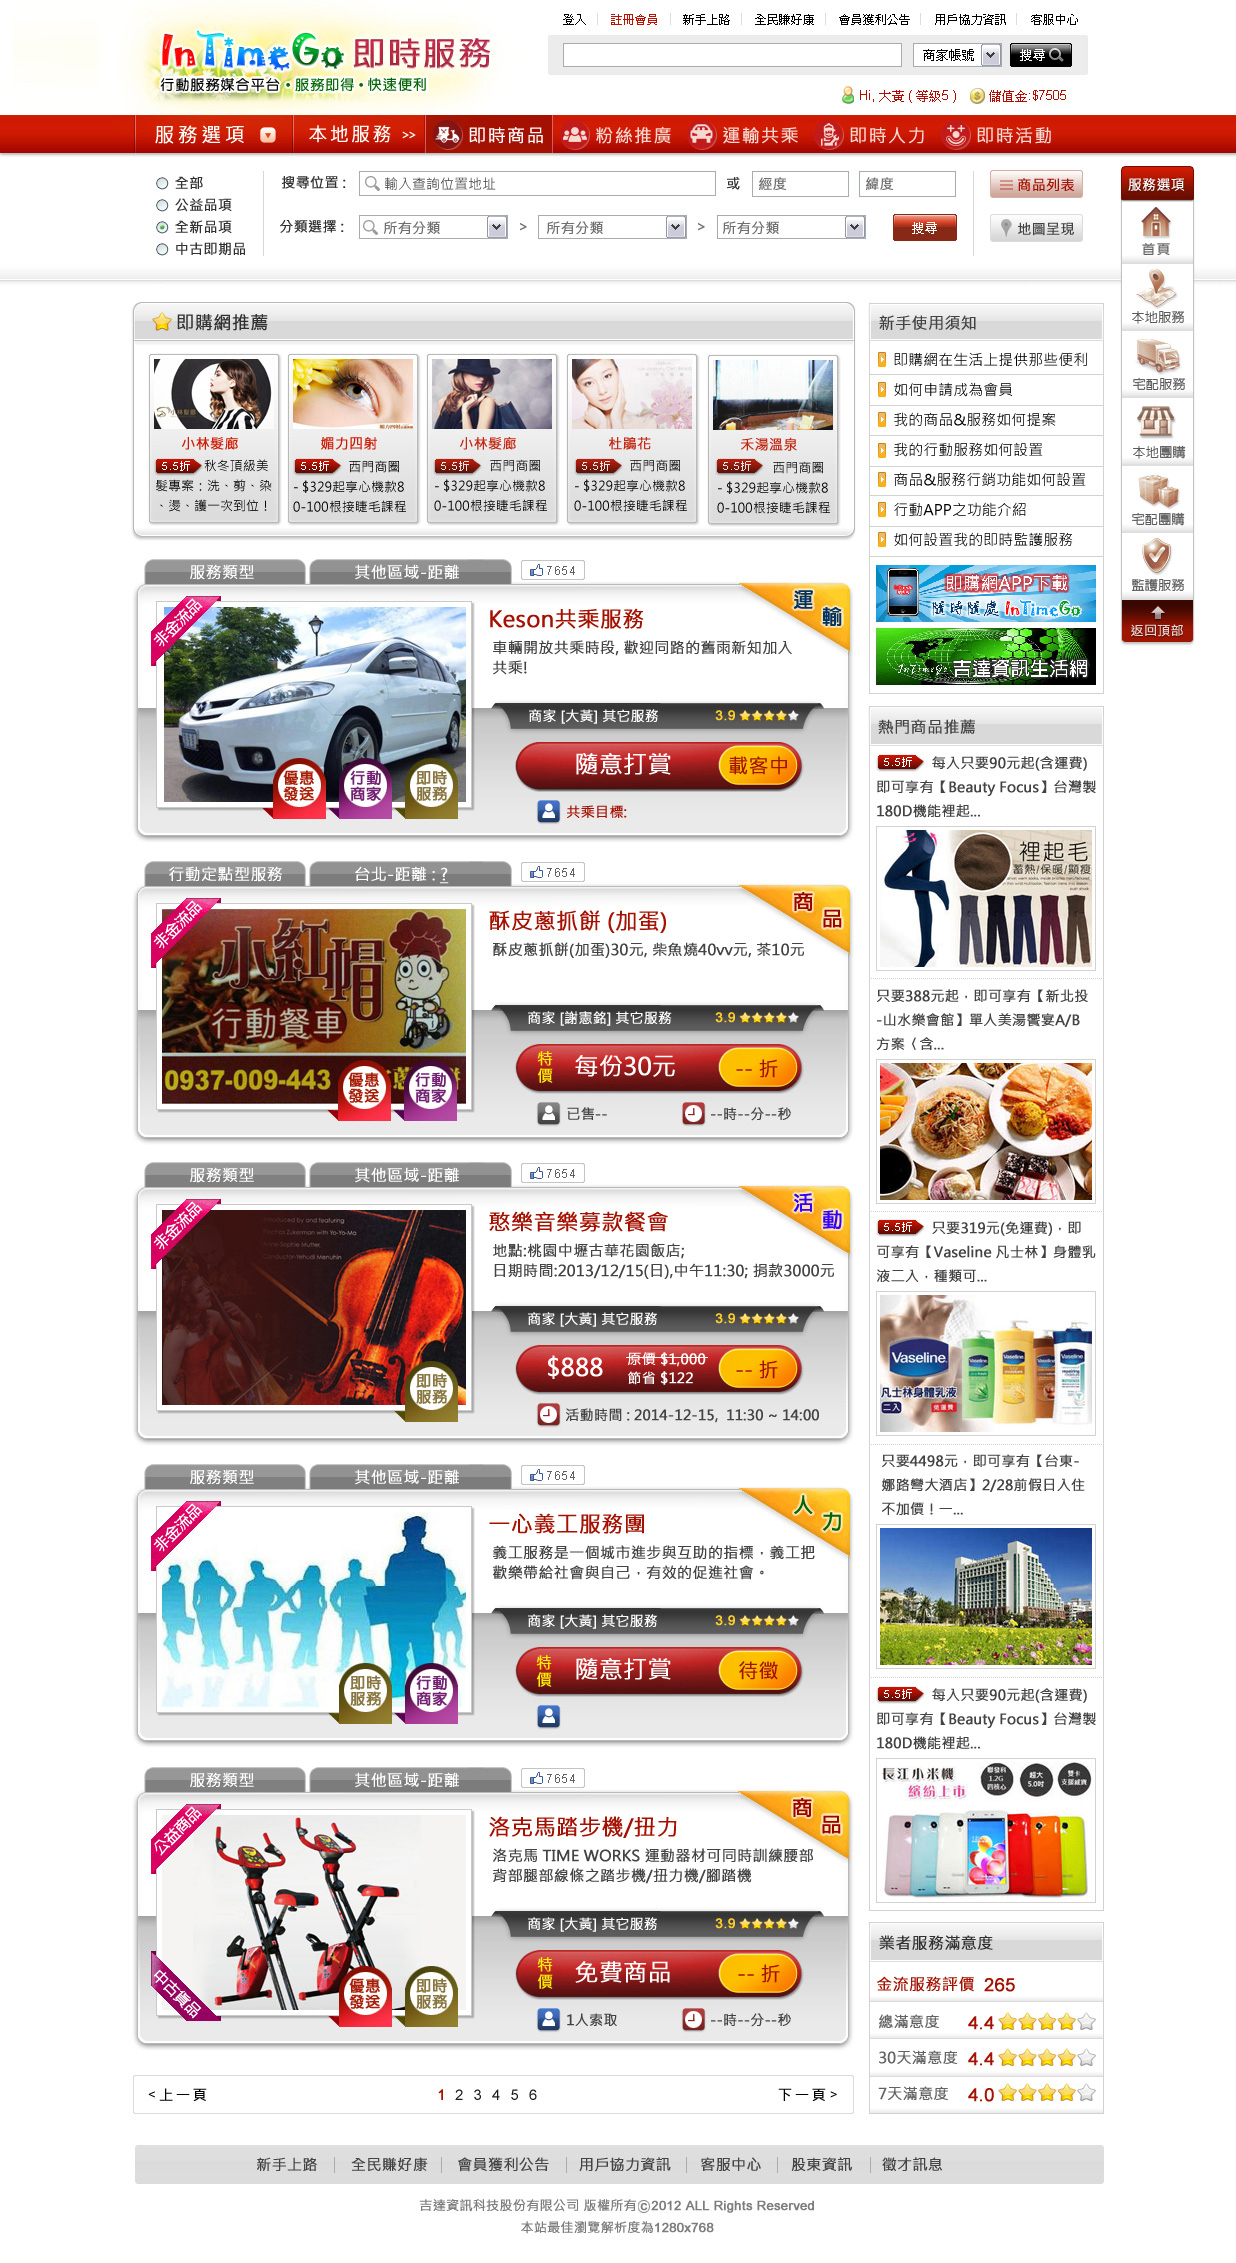 登入 註冊會員 新手上路 全民賺好康 會員獲利公告 用戶協力資訊 客服中心
InTimeGo 即時服務
行動服務媒合平台·服務即得·快速便利
商家帳號 搜尋
Hi, 大黃 ( 等級5 ) 儲值金:$7505
服務選項 本地服務 >> 即時商品 粉絲推廣 運輸共乘 即時人力 即時活動
全部
公益品項
全新品項
中古即期品
搜尋位置 : 輸入查詢位置地址 或 經度 緯度
分類選擇 : 所有分類 > 所有分類 > 所有分類 搜尋
商品列表
地圖呈現
服務選項
首頁
本地服務
宅配服務
本地團購
宅配團購
監護服務
返回頂部
即購網推薦
小林髮廊
5.5折 秋冬頂級美
髮專案：洗、剪、染
、燙、護一次到位！
媚力四射
5.5折 西門商圈
- $329起享心機款8
0-100根接睫毛課程
小林髮廊
5.5折 西門商圈
- $329起享心機款8
0-100根接睫毛課程
杜鵑花
5.5折 西門商圈
- $329起享心機款8
0-100根接睫毛課程
禾湯溫泉
5.5折 西門商圈
- $329起享心機款8
0-100根接睫毛課程
服務類型 其他區域-距離 7654
非金流品
運輸
Keson共乘服務
車輛開放共乘時段, 歡迎同路的舊雨新知加入
共乘!
商家 [大黃] 其它服務 3.9
隨意打賞 載客中
共乘目標:
優惠發送 行動商家 即時服務
行動定點型服務 台北-距離 : ? 7654
非金流品
商品
小紅帽
行動餐車
0937-009-443
酥皮蔥抓餅 (加蛋)
酥皮蔥抓餅(加蛋)30元, 柴魚燒40vv元, 茶10元
商家 [謝憲銘] 其它服務 3.9
特價 每份30元 -- 折
已售-- --時--分--秒
優惠發送 行動商家
服務類型 其他區域-距離 7654
非金流品
活動
憨樂音樂募款餐會
地點:桃園中壢古華花園飯店;
日期時間:2013/12/15(日),中午11:30; 捐款3000元
商家 [大黃] 其它服務 3.9
$888 原價 $1,000 -- 折
節省 $122
活動時間 : 2014-12-15, 11:30 ~ 14:00
即時服務
服務類型 其他區域-距離 7654
非金流品
人力
一心義工服務團
義工服務是一個城市進步與互助的指標，義工把
歡樂帶給社會與自己，有效的促進社會。
商家 [大黃] 其它服務 3.9
特價 隨意打賞 待徵
即時服務 行動商家
服務類型 其他區域-距離 7654
公益商品
中古貨品
商品
洛克馬踏步機/扭力
洛克馬 TIME WORKS 運動器材可同時訓練腰部
背部腿部線條之踏步機/扭力機/腳踏機
商家 [大黃] 其它服務 3.9
特價 免費商品 -- 折
1人索取 --時--分--秒
優惠發送 即時服務
<上一頁 1 2 3 4 5 6 下一頁>
新手使用須知
即購網在生活上提供那些便利
如何申請成為會員
我的商品&服務如何提案
我的行動服務如何設置
商品&服務行銷功能如何設置
行動APP之功能介紹
如何設置我的即時監護服務
即購網APP下載
隨時隨處 InTimeGo
InTimeGo 吉達資訊生活網
熱門商品推薦
5.5折 每入只要90元起(含運費)
即可享有【Beauty Focus】台灣製
180D機能裡起...
裡起毛
蓄熱/保暖/顯瘦
只要388元起，即可享有【新北投
-山水樂會館】單人美湯饗宴A/B
方案〈含...
5.5折 只要319元(免運費)，即
可享有【Vaseline 凡士林】身體乳
液二入，種類可...
Vaseline
凡士林身體乳液
二入 免運費
只要4498元，即可享有【台東-
娜路彎大酒店】2/28前假日入住
不加價！一...
5.5折 每入只要90元起(含運費)
即可享有【Beauty Focus】台灣製
180D機能裡起...
長江小米機
繽紛上市
聯發科 1.2G 四核心 超大 5.0吋 雙卡
業者服務滿意度
金流服務評價 265
總滿意度 4.4
30天滿意度 4.4
7天滿意度 4.0
新手上路 全民賺好康 會員獲利公告 用戶協力資訊 客服中心 股東資訊 徵才訊息
吉達資訊科技股份有限公司 版權所有©2012 ALL Rights Reserved
本站最佳瀏覽解析度為1280x768